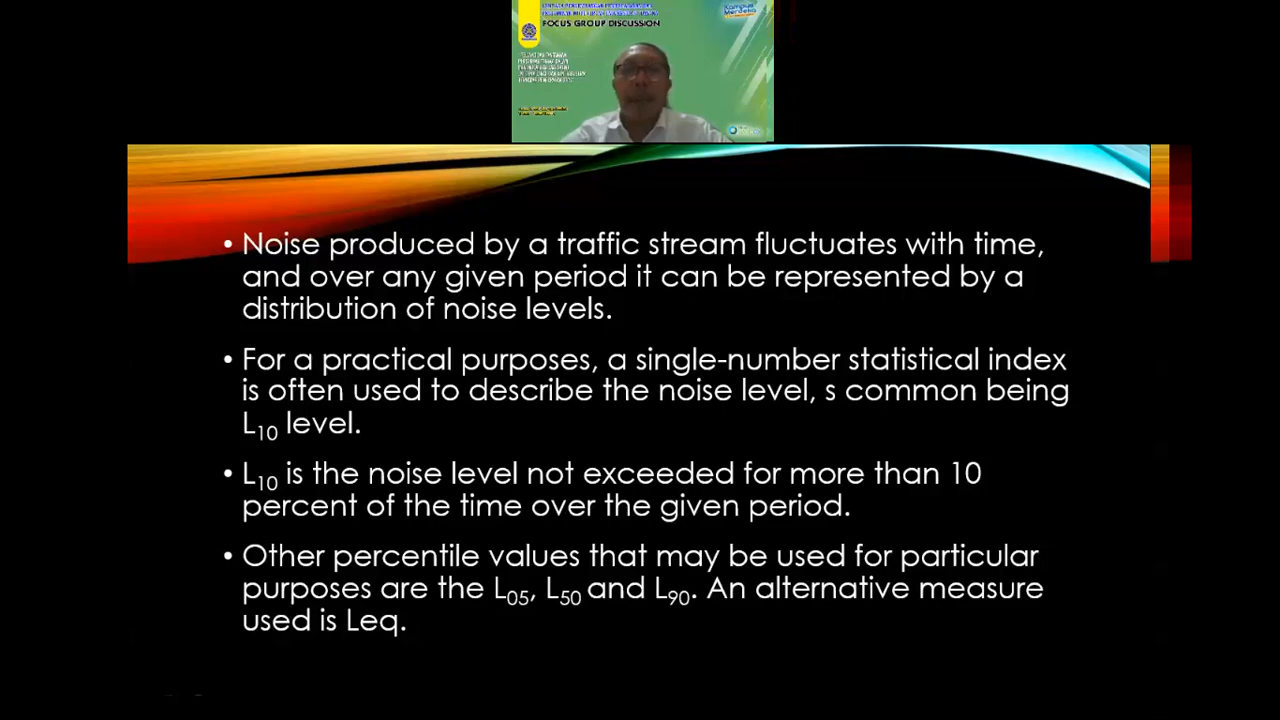 FOCUS GROUP DISCUSSION
Kampus
Merdeka
• Noise produced by a traffic stream fluctuates with time,
and over any given period it can be represented by a
distribution of noise levels.
• For a practical purposes, a single-number statistical index
is often used to describe the noise level, s common being
L10 level.
• L10 is the noise level not exceeded for more than 10
percent of the time over the given period.
• Other percentile values that may be used for particular
purposes are the L05, L50 and L90. An alternative measure
used is Leq.